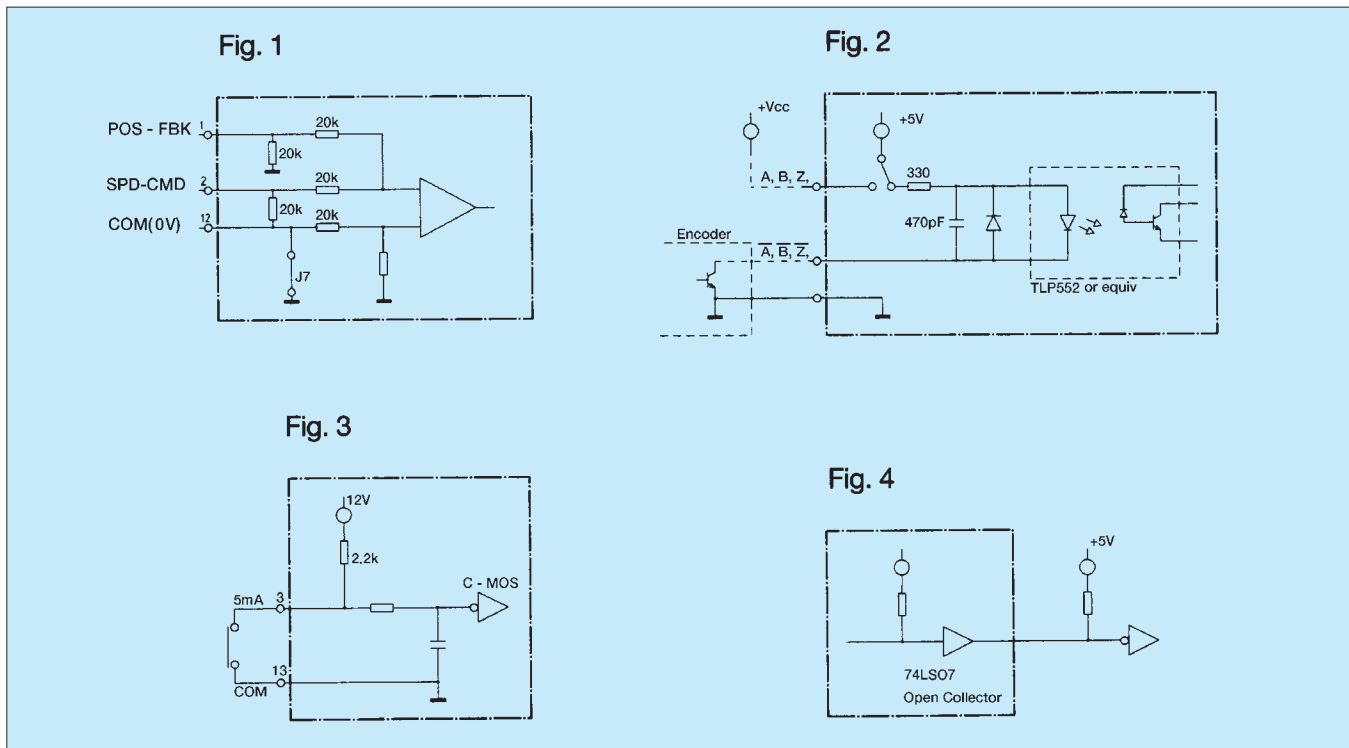 Fig. 1
POS - FBK 1
20k
20k
SPD-CMD 2
20k
20k
COM(0V) 12
20k
J7
Fig. 2
+Vcc
+5V
A, B, Z,
330
470pF
Encoder
A, B, Z,
TLP552 or equiv
Fig. 3
12V
2.2k
C - MOS
5mA 3
13
COM
Fig. 4
+5V
74LSO7
Open Collector